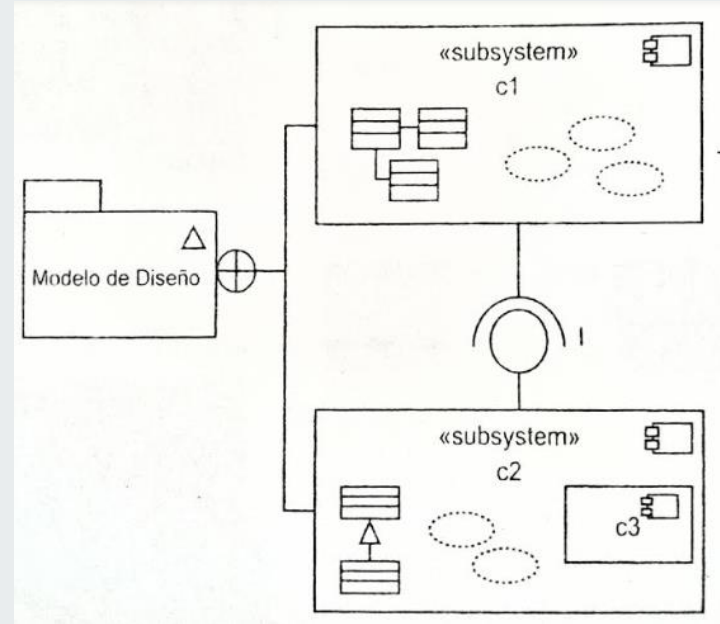 «subsystem»
c1
Modelo de Diseño
I
«subsystem»
c2
c3